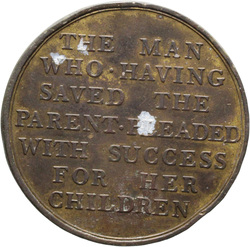 THE MAN
WHO·HAVING
SAVED THE
PARENT·PLEADED
WITH SUCCESS
FOR HER
CHILDREN